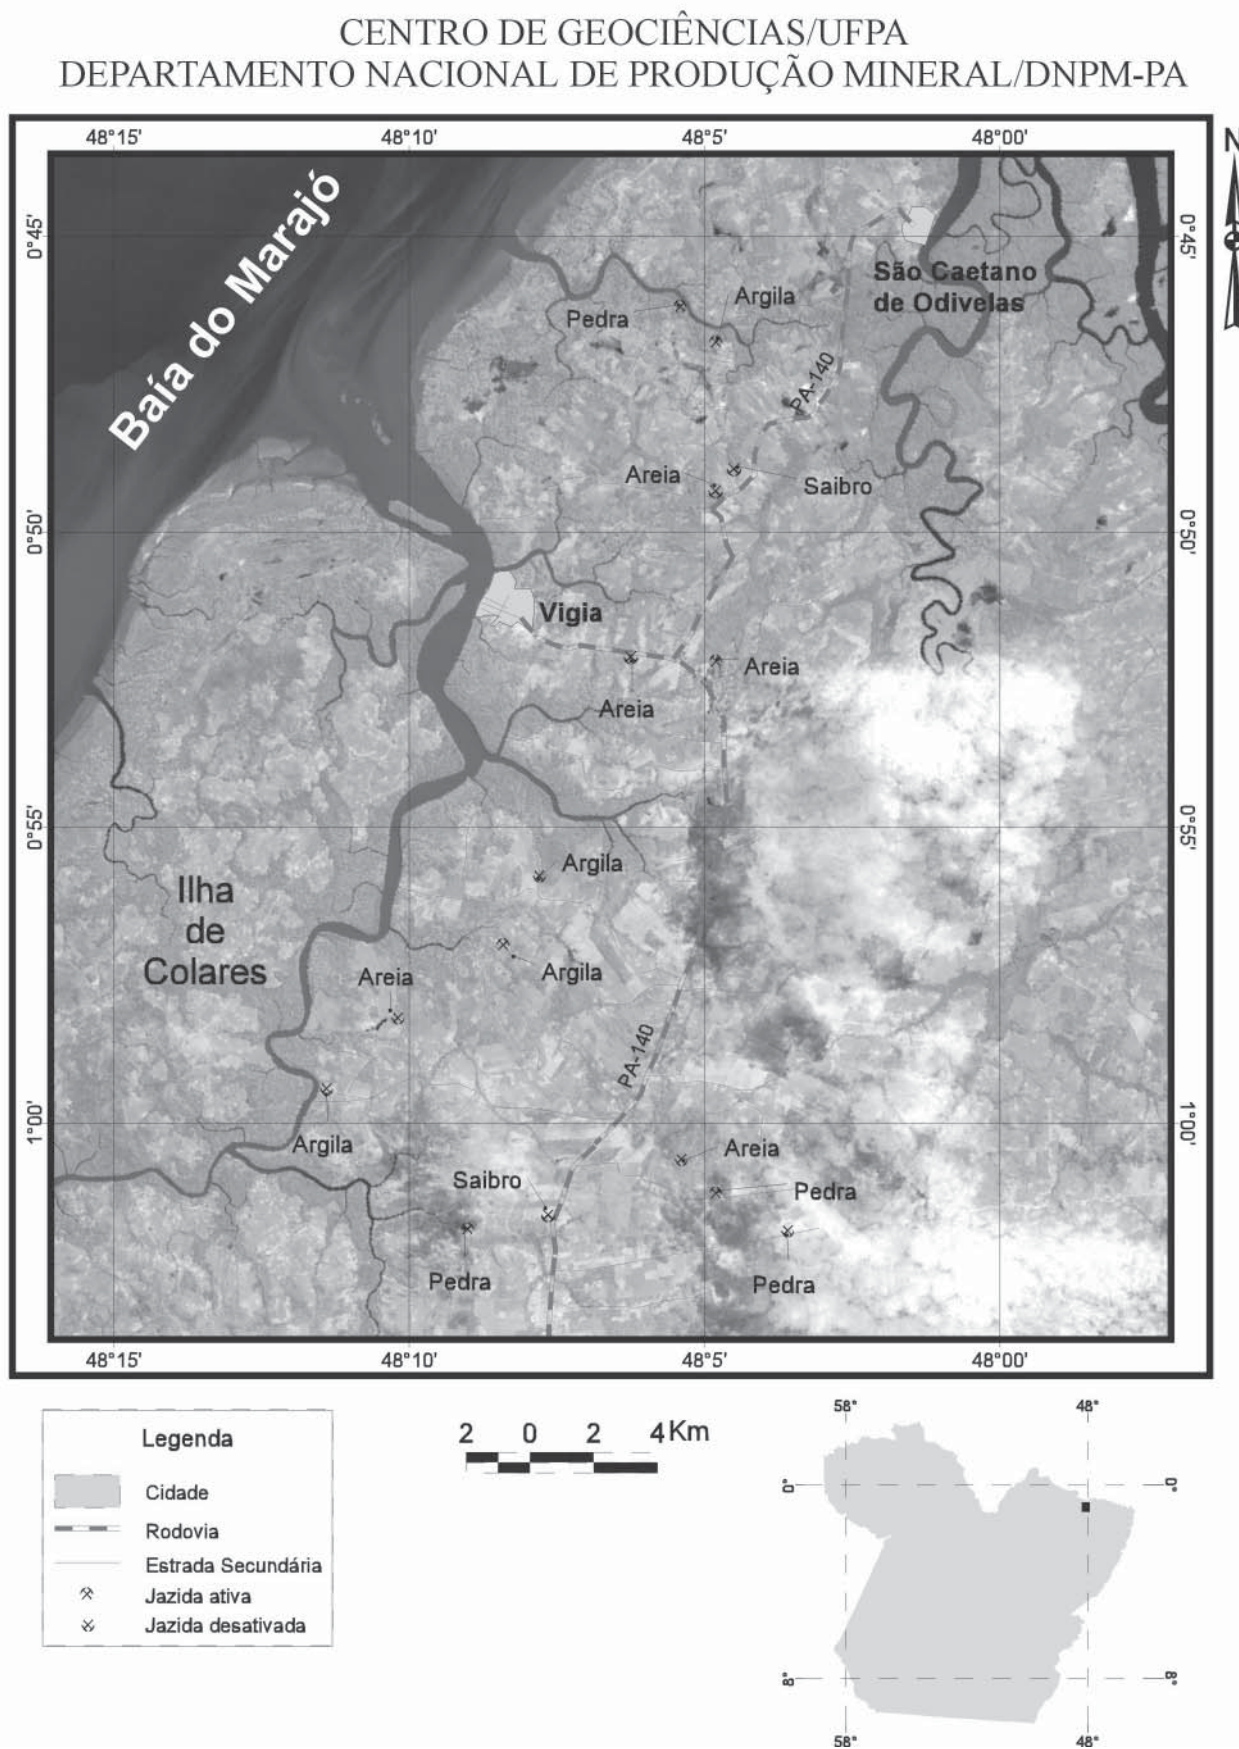 CENTRO DE GEOCIÊNCIAS/UFPA
DEPARTAMENTO NACIONAL DE PRODUÇÃO MINERAL/DNPM-PA
48°15' 48°10' 48°5' 48°00'
N
0°45' 0°45'
Baía do Marajó
São Caetano
de Odivelas
Argila
Pedra
PA-140
Areia
Saibro
0°50' 0°50'
Vigia
Areia
Areia
0°55' 0°55'
Argila
Ilha
de
Colares
Argila
Areia
PA-140
1°00' 1°00'
Argila
Areia
Saibro
Pedra
Pedra
Pedra
48°15' 48°10' 48°5' 48°00'
Legenda
Cidade
Rodovia
Estrada Secundária
Jazida ativa
Jazida desativada
2 0 2 4 Km
58° 48°
0° 0°
8° 8°
58° 48°